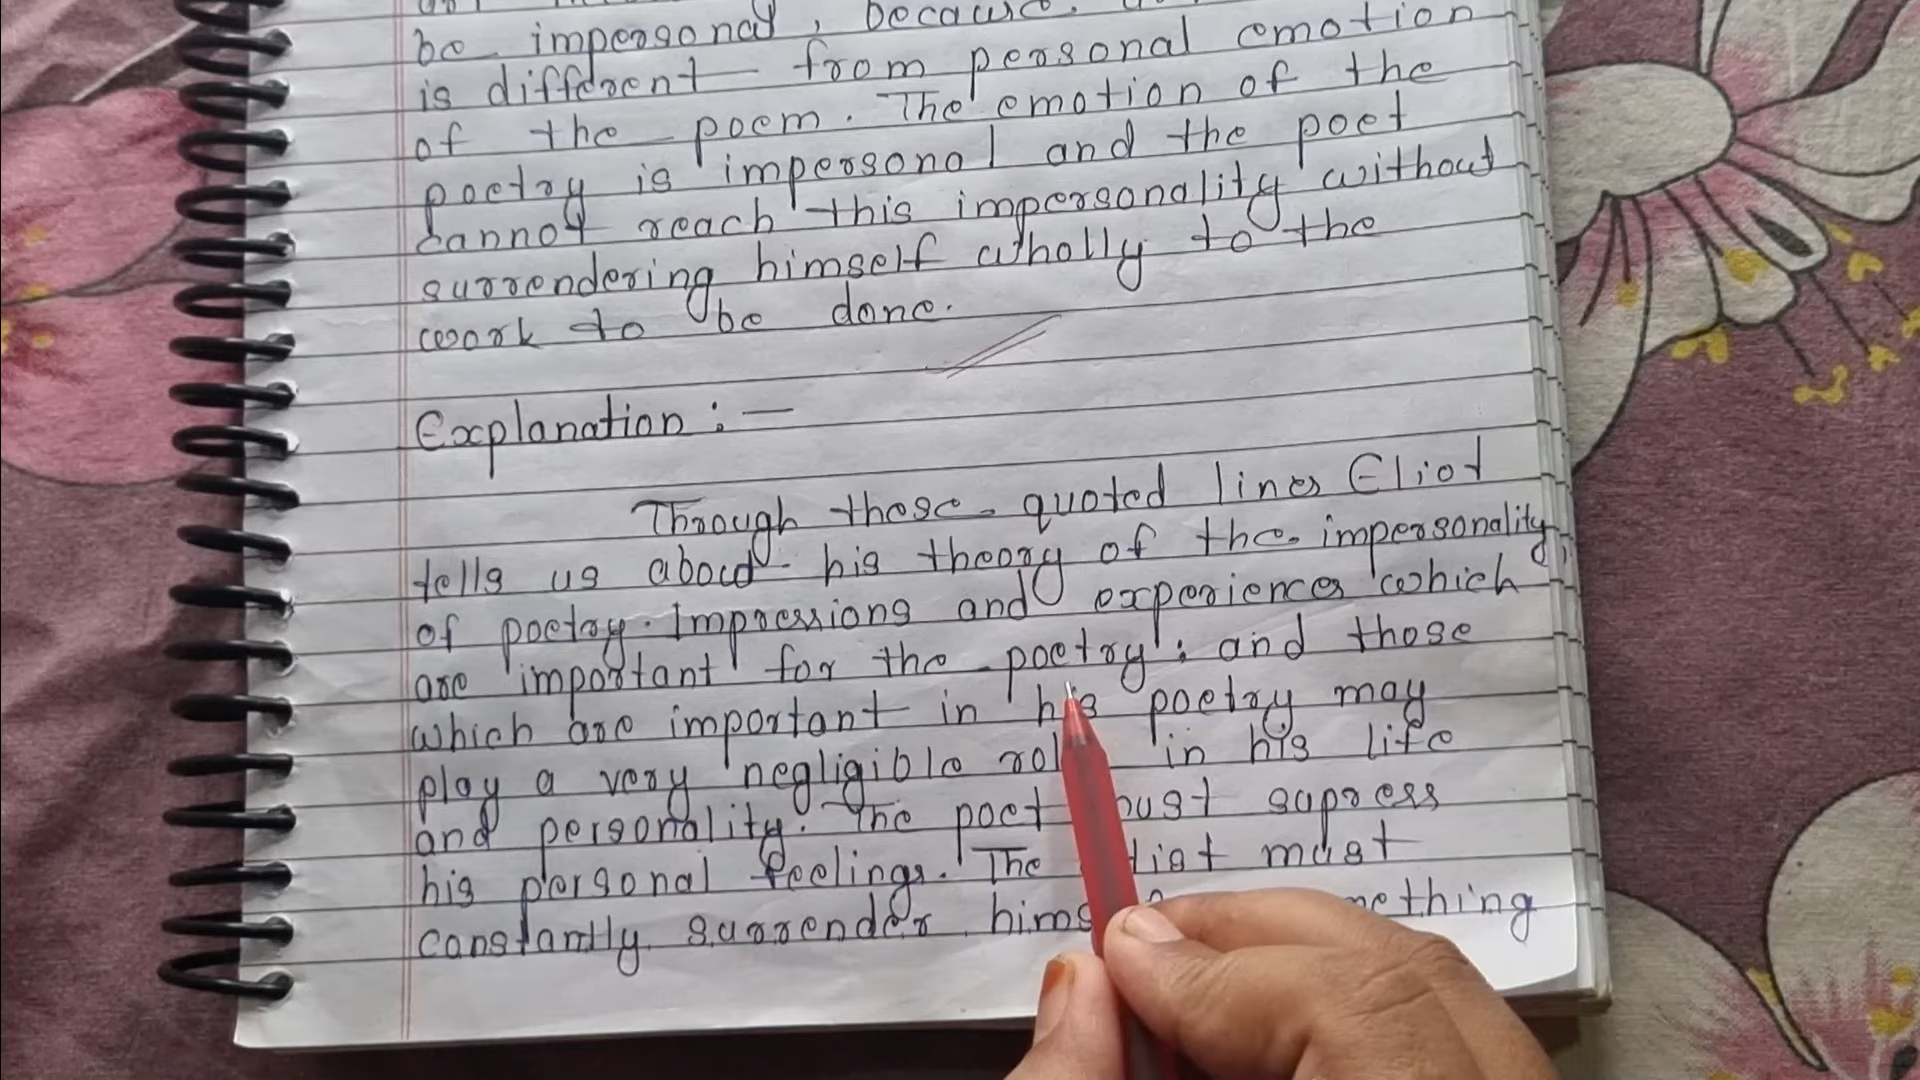 be impersonal, because
is different from personal emotion
of the poem. The emotion of the
poetry is impersonal and the poet
cannot reach this impersonality without
surrendering himself wholly to the
work to be done.
Explanation :-
Through these quoted lines Eliot
tells us about his theory of the impersonality
of poetry. Impressions and experiences which
are important for the poetry; and those
which are important in his poetry may
play a very negligible in his life
and personality. The poet supress
his personal feelings. The must
constantly surrender